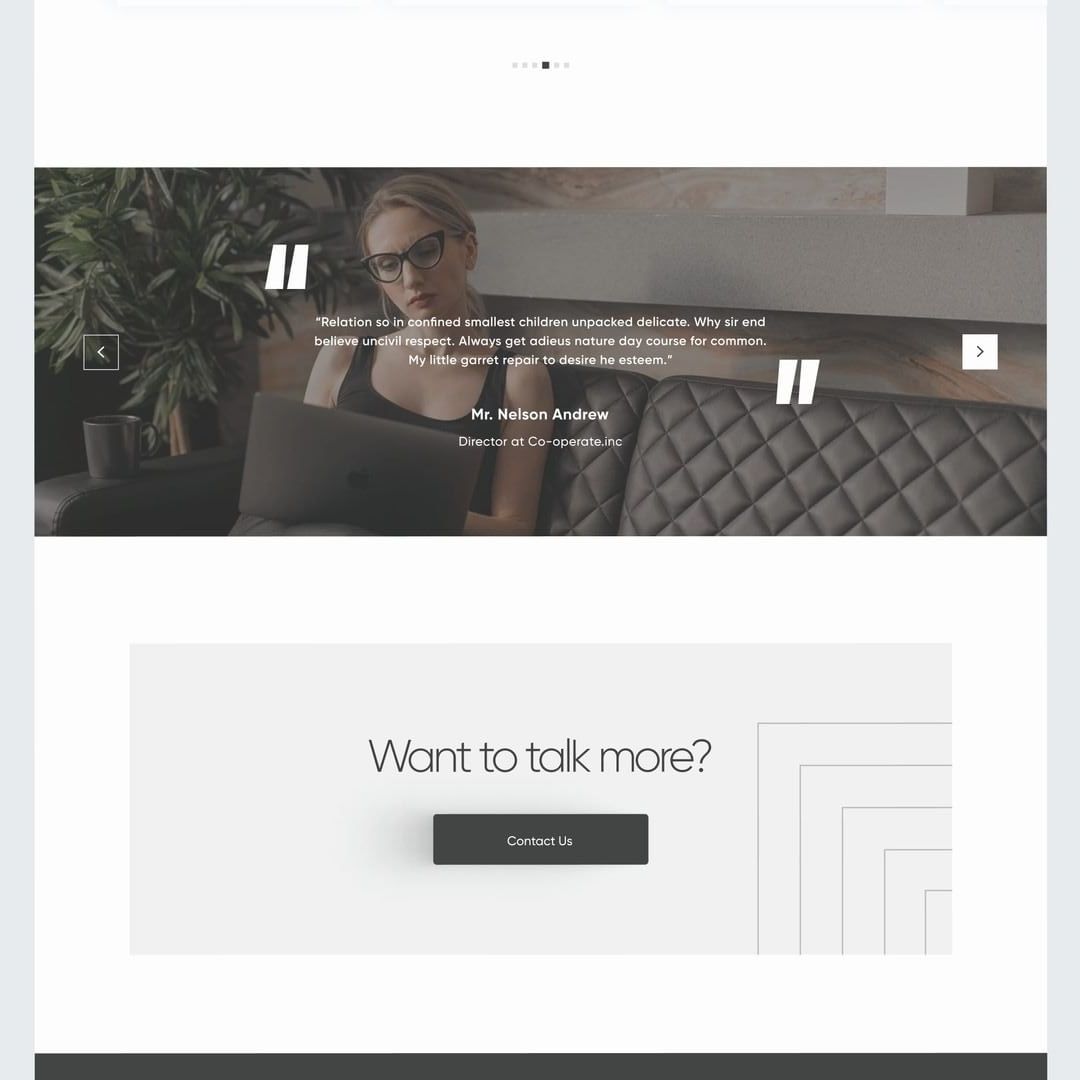 “Relation so in confined smallest children unpacked delicate. Why sir end
believe uncivil respect. Always get adieus nature day course for common.
My little garret repair to desire he esteem.”
Mr. Nelson Andrew
Director at Co-operate.inc
Want to talk more?
Contact Us